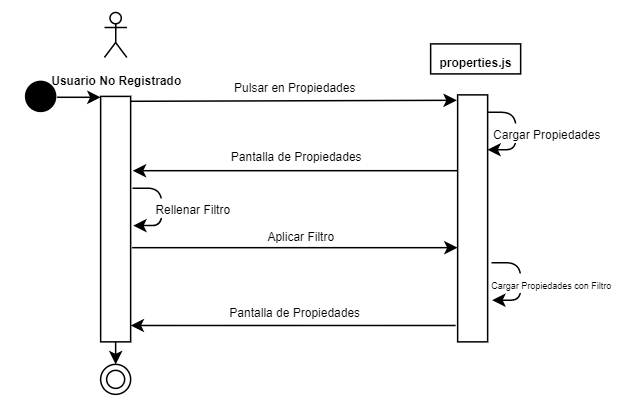 Usuario No Registrado
properties.js
Pulsar en Propiedades
Cargar Propiedades
Pantalla de Propiedades
Rellenar Filtro
Aplicar Filtro
Cargar Propiedades con Filtro
Pantalla de Propiedades